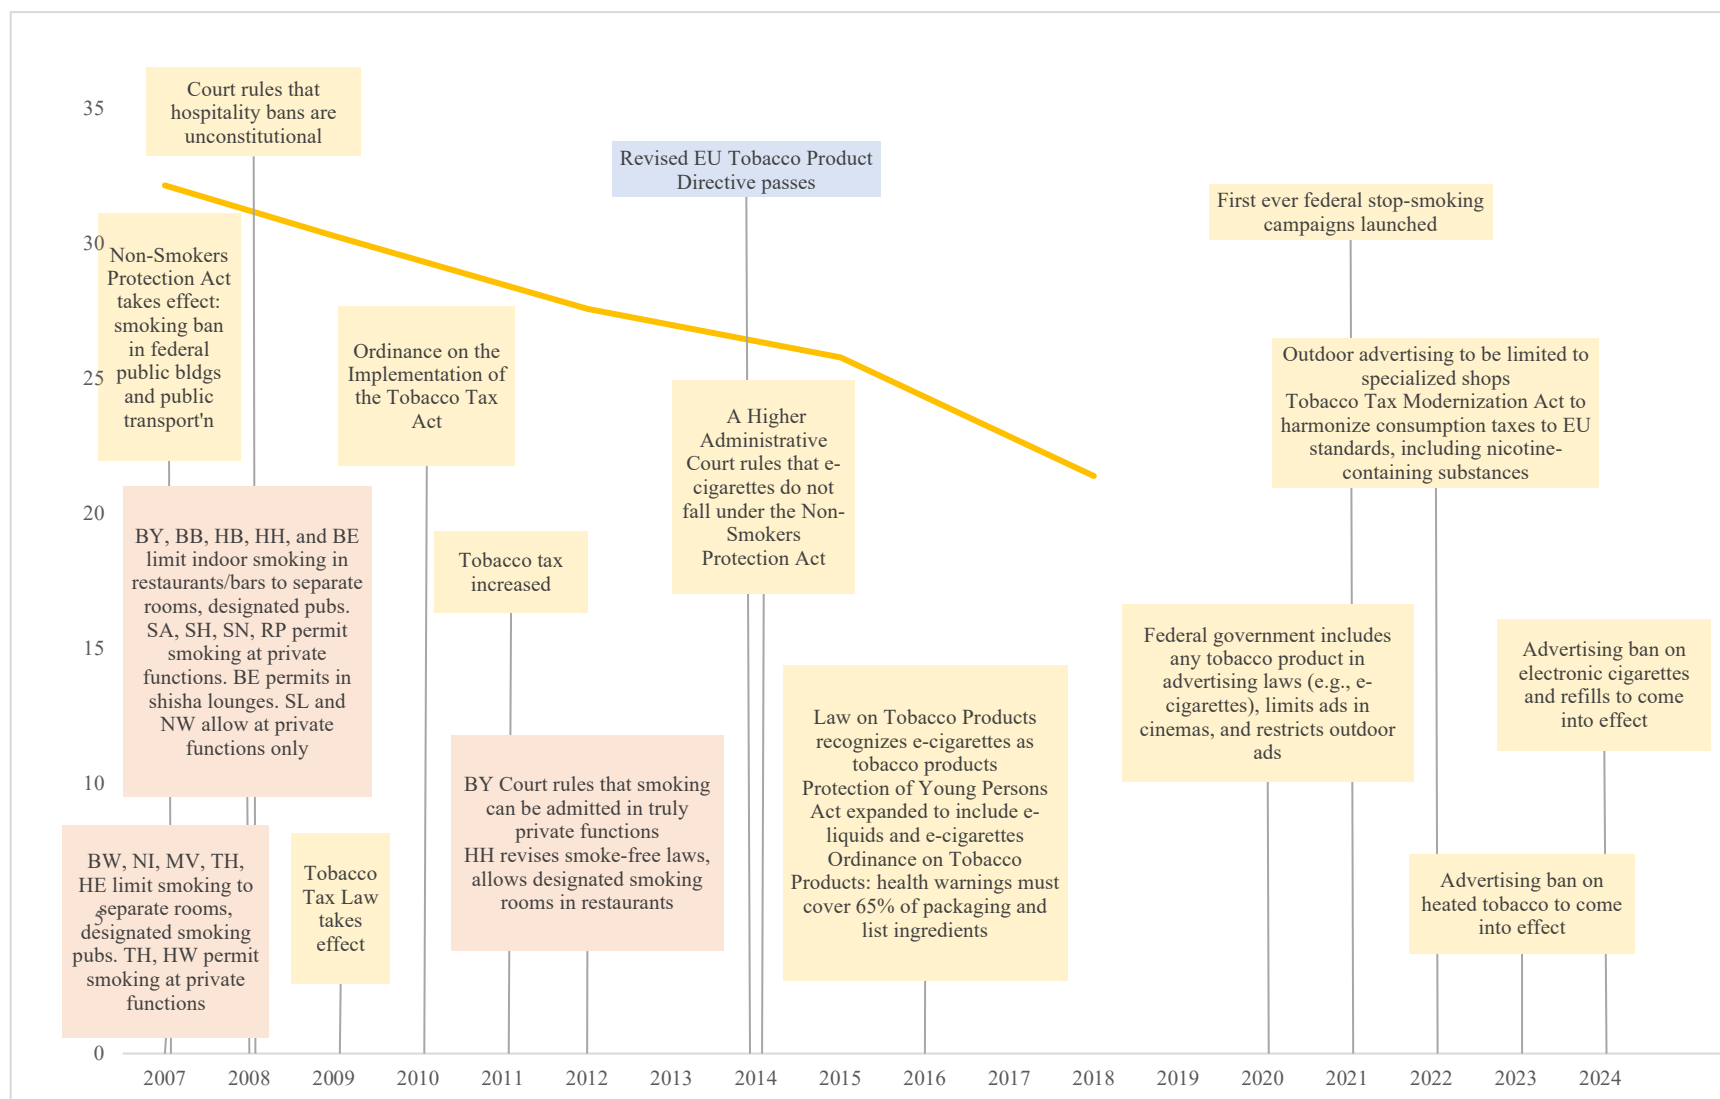 35
30
25
20
15
10
5
0
Court rules that
hospitality bans are
unconstitutional
Non-Smokers
Protection Act
takes effect:
smoking ban
in federal
public bldgs
and public
transport'n
BY, BB, HB, HH, and BE
limit indoor smoking in
restaurants/bars to separate
rooms, designated pubs.
SA, SH, SN, RP permit
smoking at private
functions. BE permits in
shisha lounges. SL and
NW allow at private
functions only
BW, NI, MV, TH,
HE limit smoking to
separate rooms,
designated smoking
pubs. TH, HW permit
smoking at private
functions
Tobacco
Tax Law
takes
effect
Ordinance on the
Implementation of
the Tobacco Tax
Act
Tobacco tax
increased
BY Court rules that smoking
can be admitted in truly
private functions
HH revises smoke-free laws,
allows designated smoking
rooms in restaurants
Revised EU Tobacco Product
Directive passes
A Higher
Administrative
Court rules that e-
cigarettes do not
fall under the Non-
Smokers
Protection Act
Law on Tobacco Products
recognizes e-cigarettes as
tobacco products
Protection of Young Persons
Act expanded to include e-
liquids and e-cigarettes
Ordinance on Tobacco
Products: health warnings must
cover 65% of packaging and
list ingredients
First ever federal stop-smoking
campaigns launched
Outdoor advertising to be limited to
specialized shops
Tobacco Tax Modernization Act to
harmonize consumption taxes to EU
standards, including nicotine-
containing substances
Federal government includes
any tobacco product in
advertising laws (e.g., e-
cigarettes), limits ads in
cinemas, and restricts outdoor
ads
Advertising ban on
electronic cigarettes
and refills to come
into effect
Advertising ban on
heated tobacco to come
into effect
2007 2008 2009 2010 2011 2012 2013 2014 2015 2016 2017 2018 2019 2020 2021 2022 2023 2024